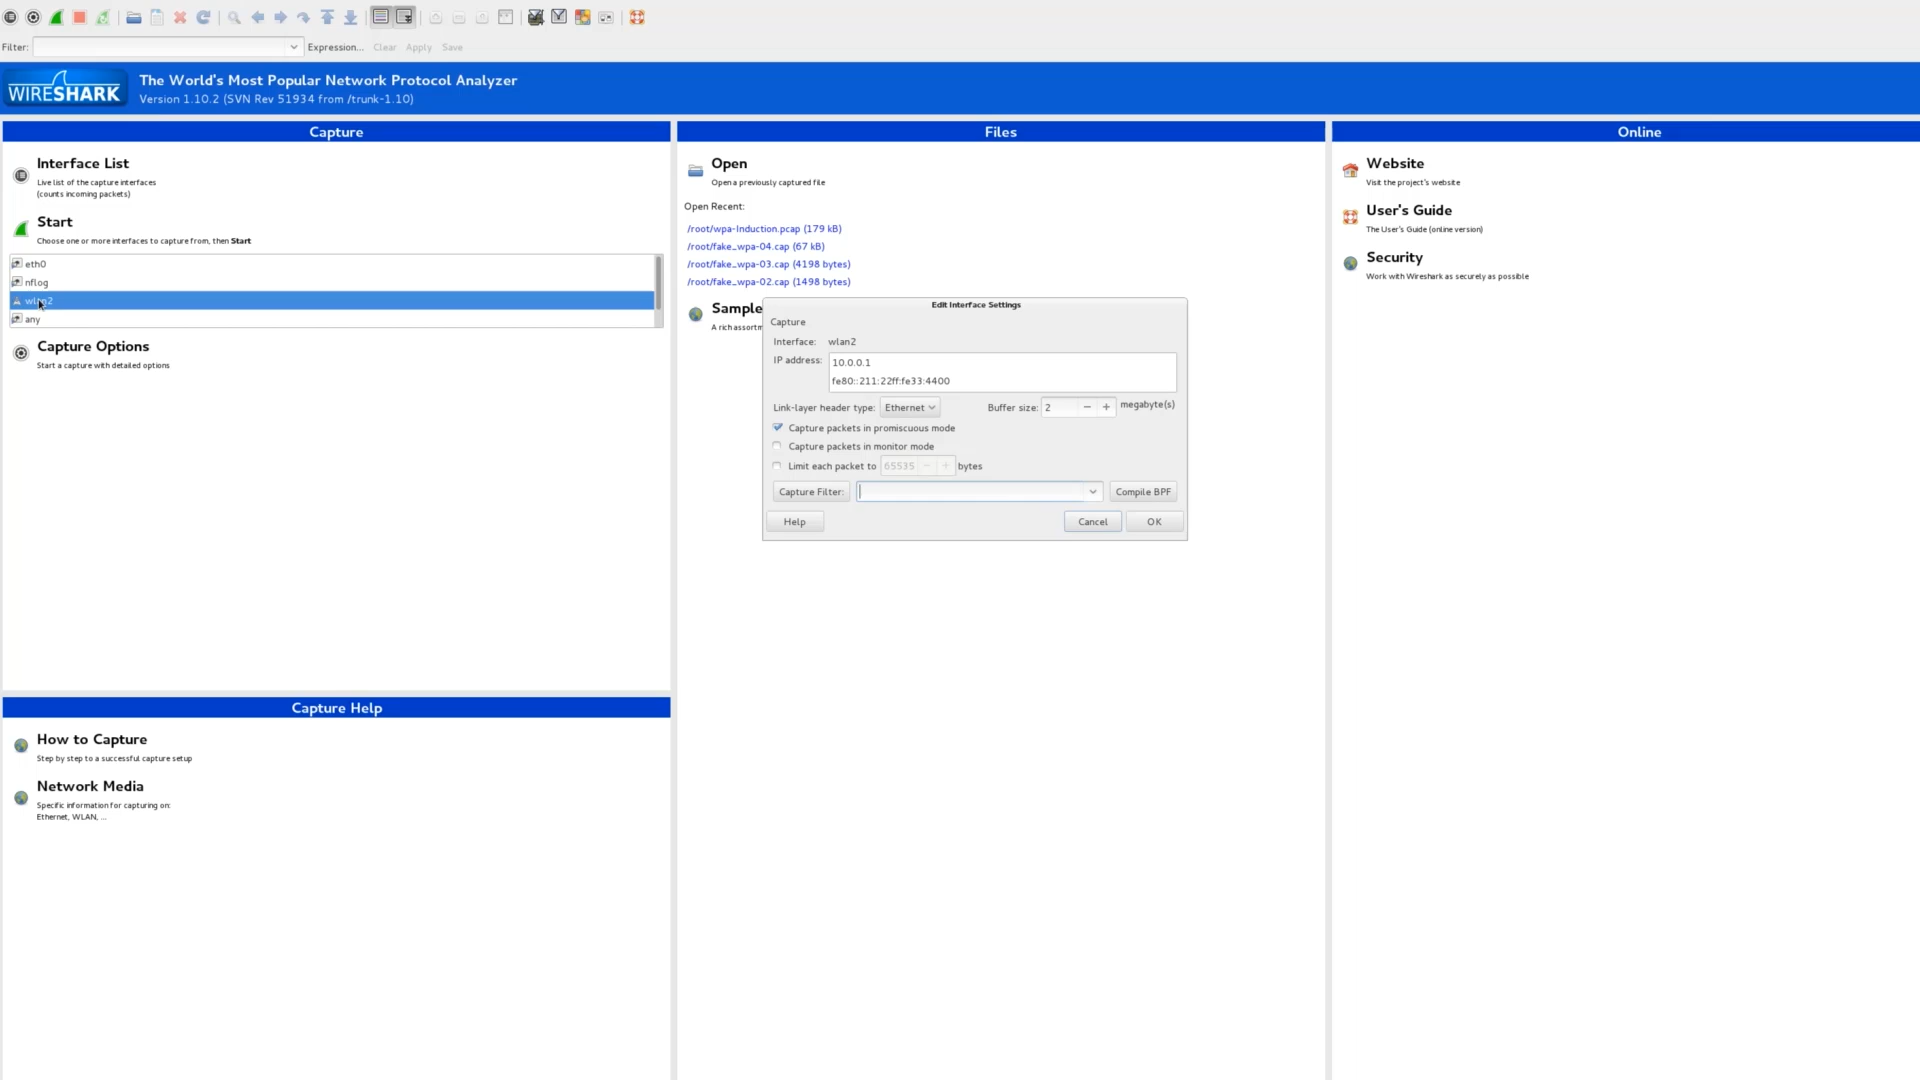 Filter:
Expression...
Clear
Apply
Save
WIRESHARK
The World's Most Popular Network Protocol Analyzer
Version 1.10.2 (SVN Rev 51934 from /trunk-1.10)
Capture
Interface List
Live list of the capture interfaces
(counts incoming packets)
Start
Choose one or more interfaces to capture from, then Start
eth0
nflog
wlan2
any
Capture Options
Start a capture with detailed options
Capture Help
How to Capture
Step by step to a successful capture setup
Network Media
Specific information for capturing on:
Ethernet, WLAN, ...
Files
Open
Open a previously captured file
Open Recent:
/root/wpa-Induction.pcap (179 kB)
/root/fake_wpa-04.cap (67 kB)
/root/fake_wpa-03.cap (4198 bytes)
/root/fake_wpa-02.cap (1498 bytes)
Sample
A rich assortm
Edit Interface Settings
Capture
Interface: wlan2
IP address: 10.0.0.1
fe80::211:22ff:fe33:4400
Link-layer header type: Ethernet Buffer size: 2 megabyte(s)
Capture packets in promiscuous mode
Capture packets in monitor mode
Limit each packet to 65535 bytes
Capture Filter: Compile BPF
Help Cancel OK
Online
Website
Visit the project's website
User's Guide
The User's Guide (online version)
Security
Work with Wireshark as securely as possible